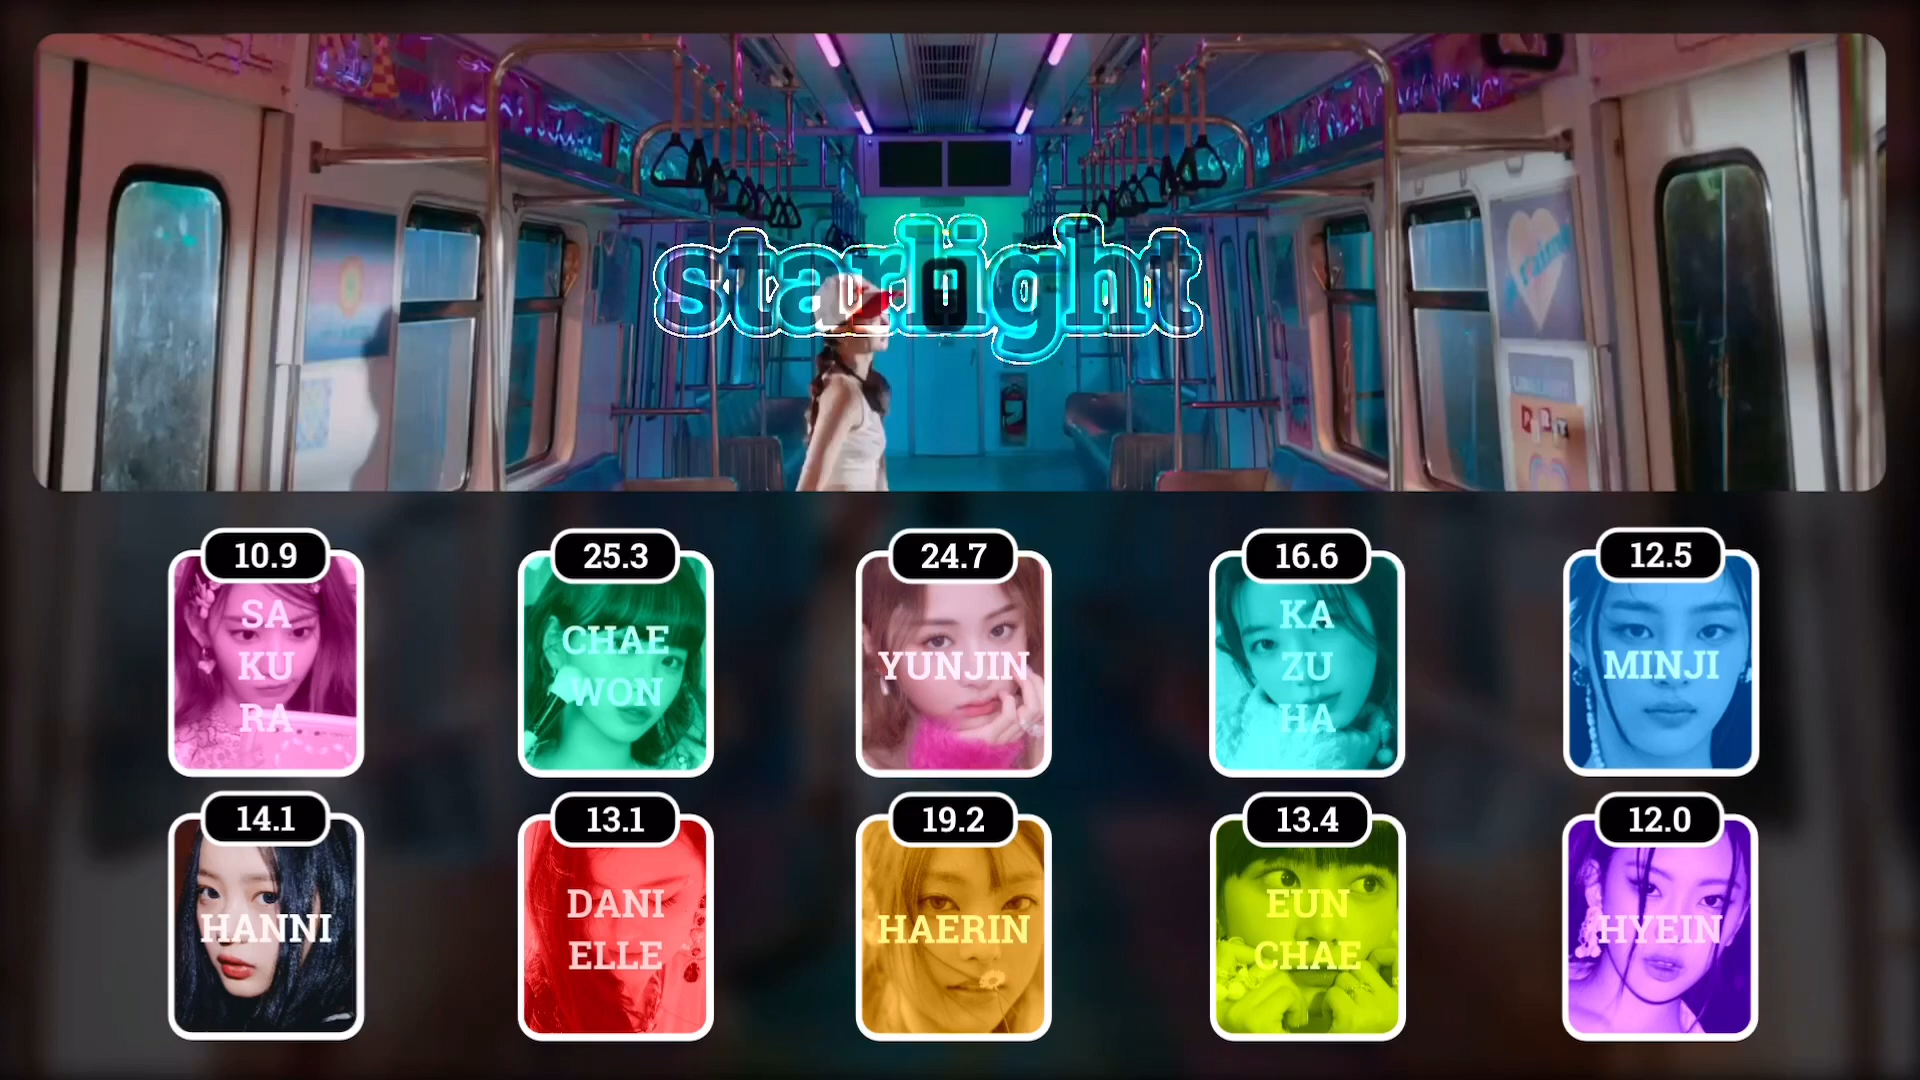 starlight
10.9
SA
KU
RA
25.3
CHAE
WON
24.7
YUNJIN
16.6
KA
ZU
HA
12.5
MINJI
14.1
HANNI
13.1
DANI
ELLE
19.2
HAERIN
13.4
EUN
CHAE
12.0
HYEIN